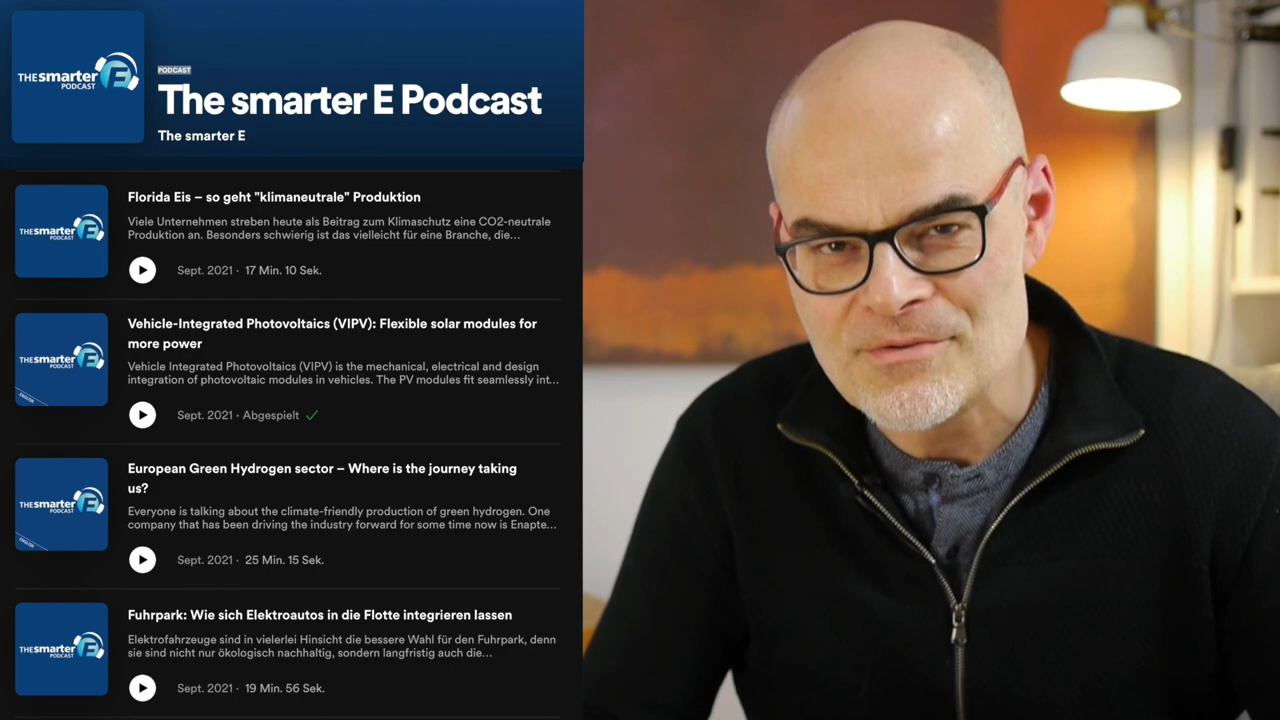 THE smarter E
PODCAST
PODCAST
The smarter E Podcast
The smarter E
THE smarter E
PODCAST
Florida Eis – so geht "klimaneutrale" Produktion
Viele Unternehmen streben heute als Beitrag zum Klimaschutz eine CO2-neutrale
Produktion an. Besonders schwierig ist das vielleicht für eine Branche, die…
Sept. 2021 · 17 Min. 10 Sek.
THE smarter E
PODCAST
ENGLISH
Vehicle-Integrated Photovoltaics (VIPV): Flexible solar modules for
more power
Vehicle Integrated Photovoltaics (VIPV) is the mechanical, electrical and design
integration of photovoltaic modules in vehicles. The PV modules fit seamlessly int…
Sept. 2021 · Abgespielt
THE smarter E
PODCAST
ENGLISH
European Green Hydrogen sector – Where is the journey taking
us?
Everyone is talking about the climate-friendly production of green hydrogen. One
company that has been driving the industry forward for some time now is Enapte…
Sept. 2021 · 25 Min. 15 Sek.
THE smarter E
PODCAST
Fuhrpark: Wie sich Elektroautos in die Flotte integrieren lassen
Elektrofahrzeuge sind in vielerlei Hinsicht die bessere Wahl für den Fuhrpark, denn
sie sind nicht nur ökologisch nachhaltig, sondern langfristig auch die…
Sept. 2021 · 19 Min. 56 Sek.